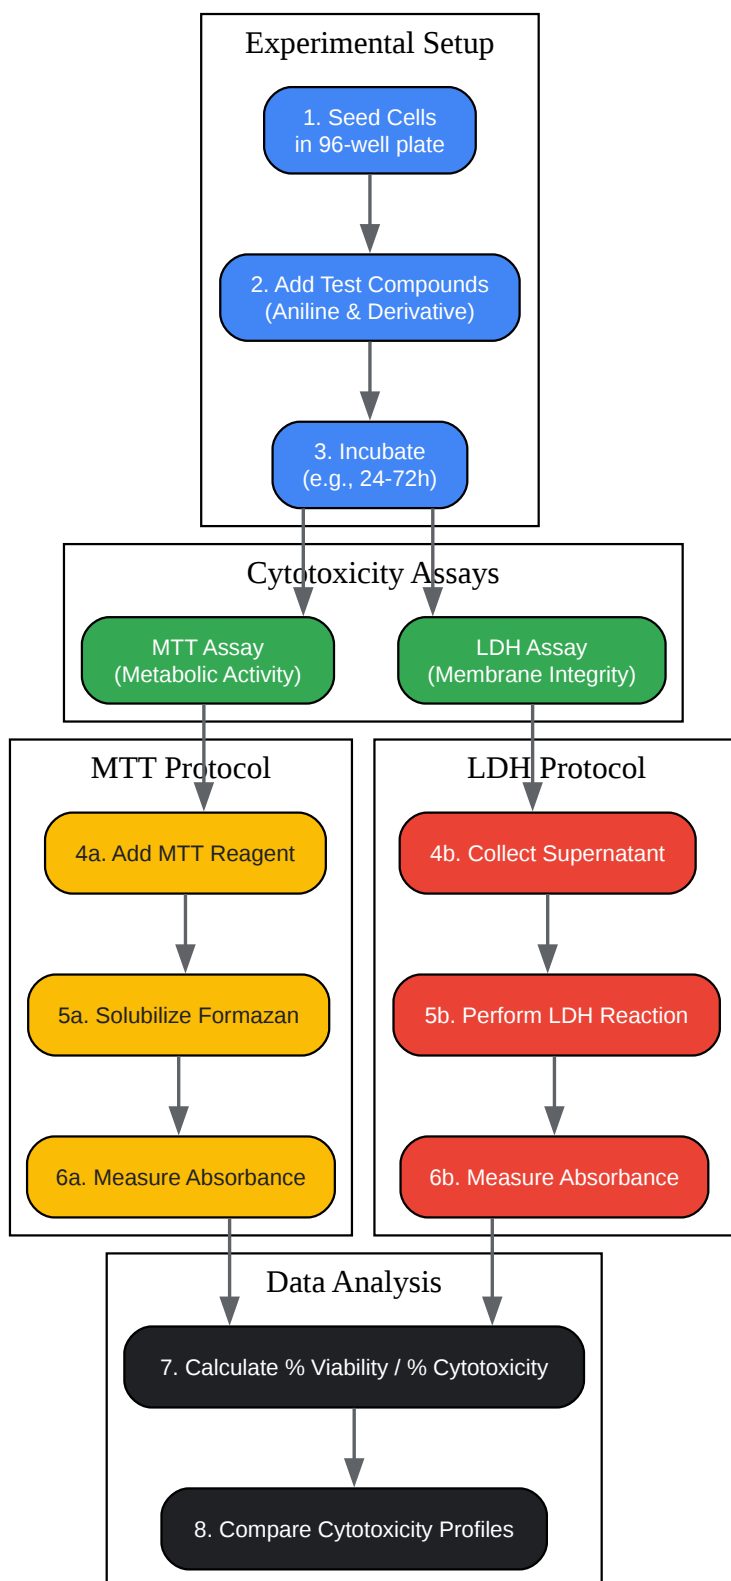 Experimental Setup
1. Seed Cells
in 96-well plate
2. Add Test Compounds
(Aniline & Derivative)
3. Incubate
(e.g., 24-72h)
Cytotoxicity Assays
MTT Assay
(Metabolic Activity)
LDH Assay
(Membrane Integrity)
MTT Protocol
4a. Add MTT Reagent
5a. Solubilize Formazan
6a. Measure Absorbance
LDH Protocol
4b. Collect Supernatant
5b. Perform LDH Reaction
6b. Measure Absorbance
Data Analysis
7. Calculate % Viability / % Cytotoxicity
8. Compare Cytotoxicity Profiles